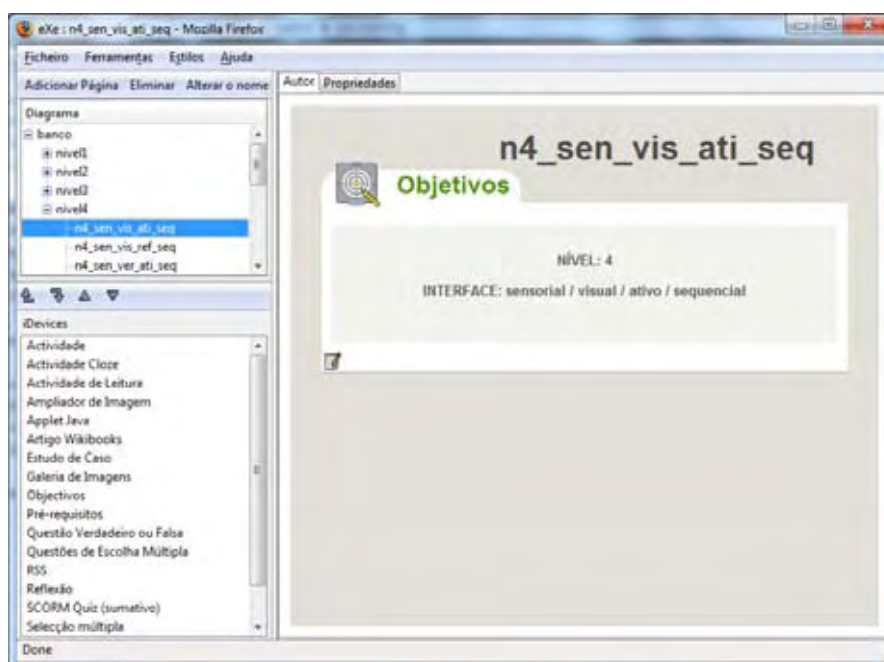 eXe : n4_sen_vis_ati_seq - Mozilla Firefox
Ficheiro Ferramentas Estilos Ajuda
Adicionar Página Eliminar Alterar o nome
Diagrama
banco
nivel1
nivel2
nivel3
nivel4
n4_sen_vis_ati_seq
n4_sen_vis_ref_seq
n4_sen_ver_ati_seq
iDevices
Actividade
Actividade Cloze
Actividade de Leitura
Ampliador de Imagem
Applet Java
Artigo Wikibooks
Estudo de Caso
Galeria de Imagens
Objectivos
Pré-requisitos
Questão Verdadeiro ou Falsa
Questões de Escolha Múltipla
RSS
Reflexão
SCORM Quiz (sumativo)
Selecção múltipla
Done
Autor Propriedades
n4_sen_vis_ati_seq
Objetivos
NÍVEL: 4
INTERFACE: sensorial / visual / ativo / sequencial